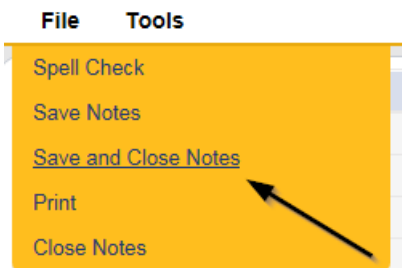 File Tools
Spell Check
Save Notes
Save and Close Notes
Print
Close Notes